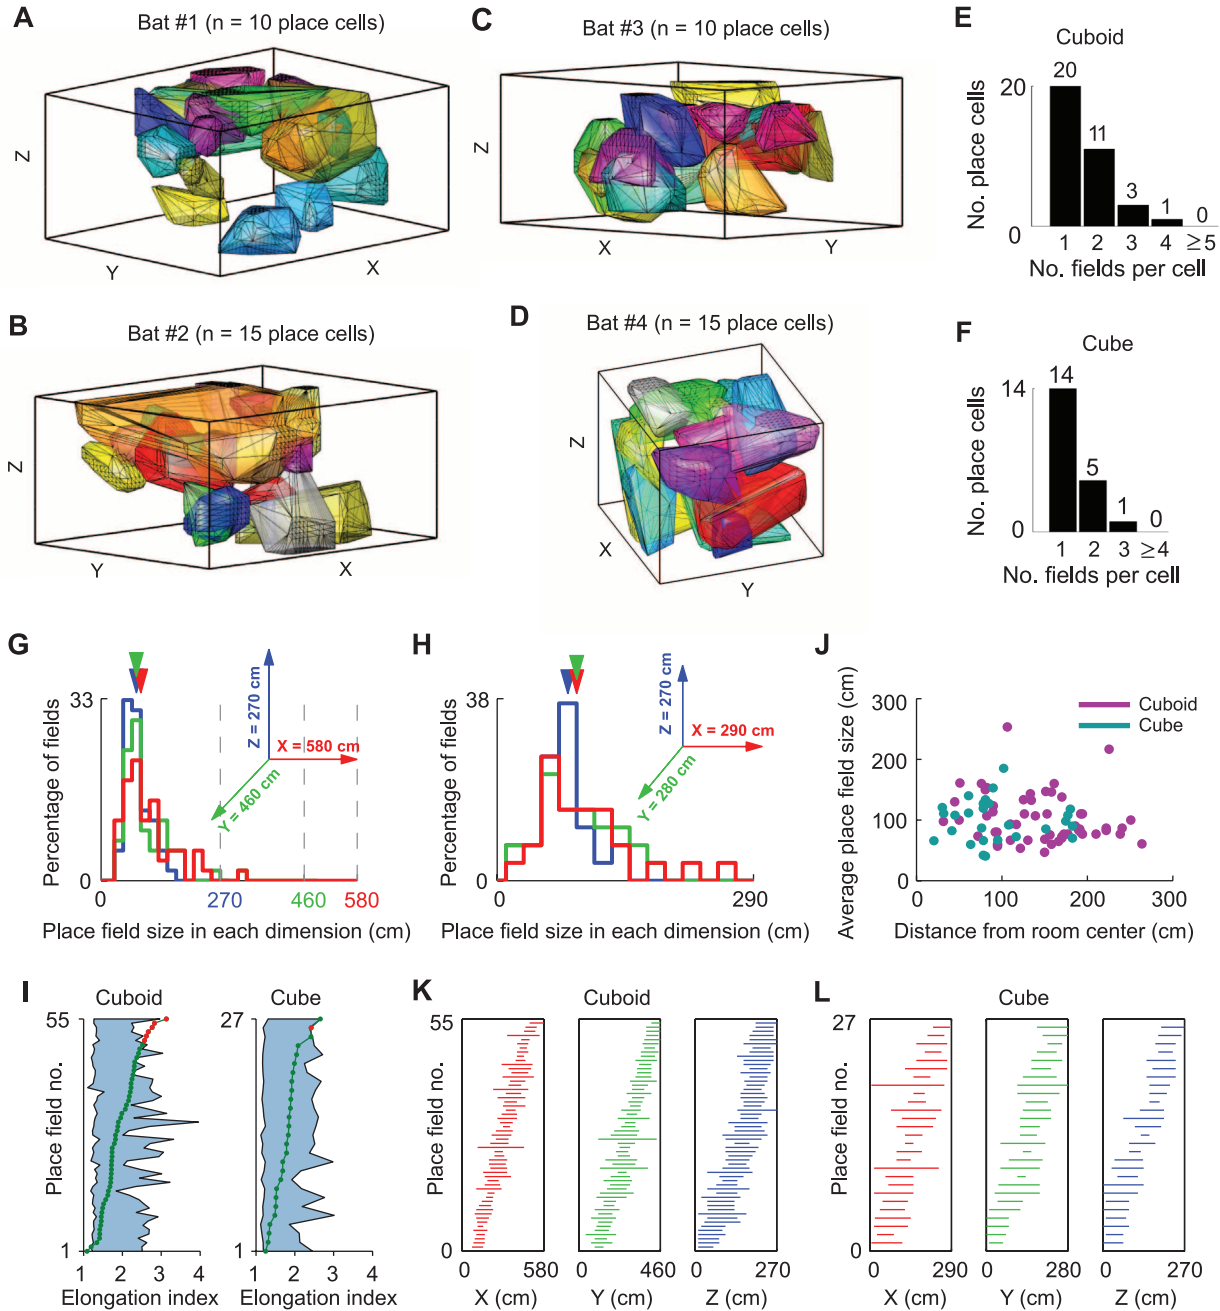 A
Bat #1 (n = 10 place cells)
Z
Y
X
C
Bat #3 (n = 10 place cells)
Z
X
Y
E
Cuboid
No. place cells
20
0
20
11
3
1
0
1 2 3 4 ≥5
No. fields per cell
B
Bat #2 (n = 15 place cells)
Z
Y
X
D
Bat #4 (n = 15 place cells)
Z
X
Y
F
Cube
No. place cells
14
0
14
5
1
0
1 2 3 ≥4
No. fields per cell
G
Percentage of fields
33
0
Z = 270 cm
X = 580 cm
Y = 460 cm
0 270 460 580
Place field size in each dimension (cm)
H
Percentage of fields
38
0
Z = 270 cm
X = 290 cm
Y = 280 cm
0 290
Place field size in each dimension (cm)
J
Average place field size (cm)
300
200
100
0
Cuboid
Cube
0 100 200 300
Distance from room center (cm)
I
Cuboid
Place field no.
55
1
1 2 3 4
Elongation index
Cube
27
1
1 2 3 4
Elongation index
K
Cuboid
Place field no.
55
0
0 580
X (cm)
0 460
Y (cm)
0 270
Z (cm)
L
Cube
Place field no.
27
0
0 290
X (cm)
0 280
Y (cm)
0 270
Z (cm)